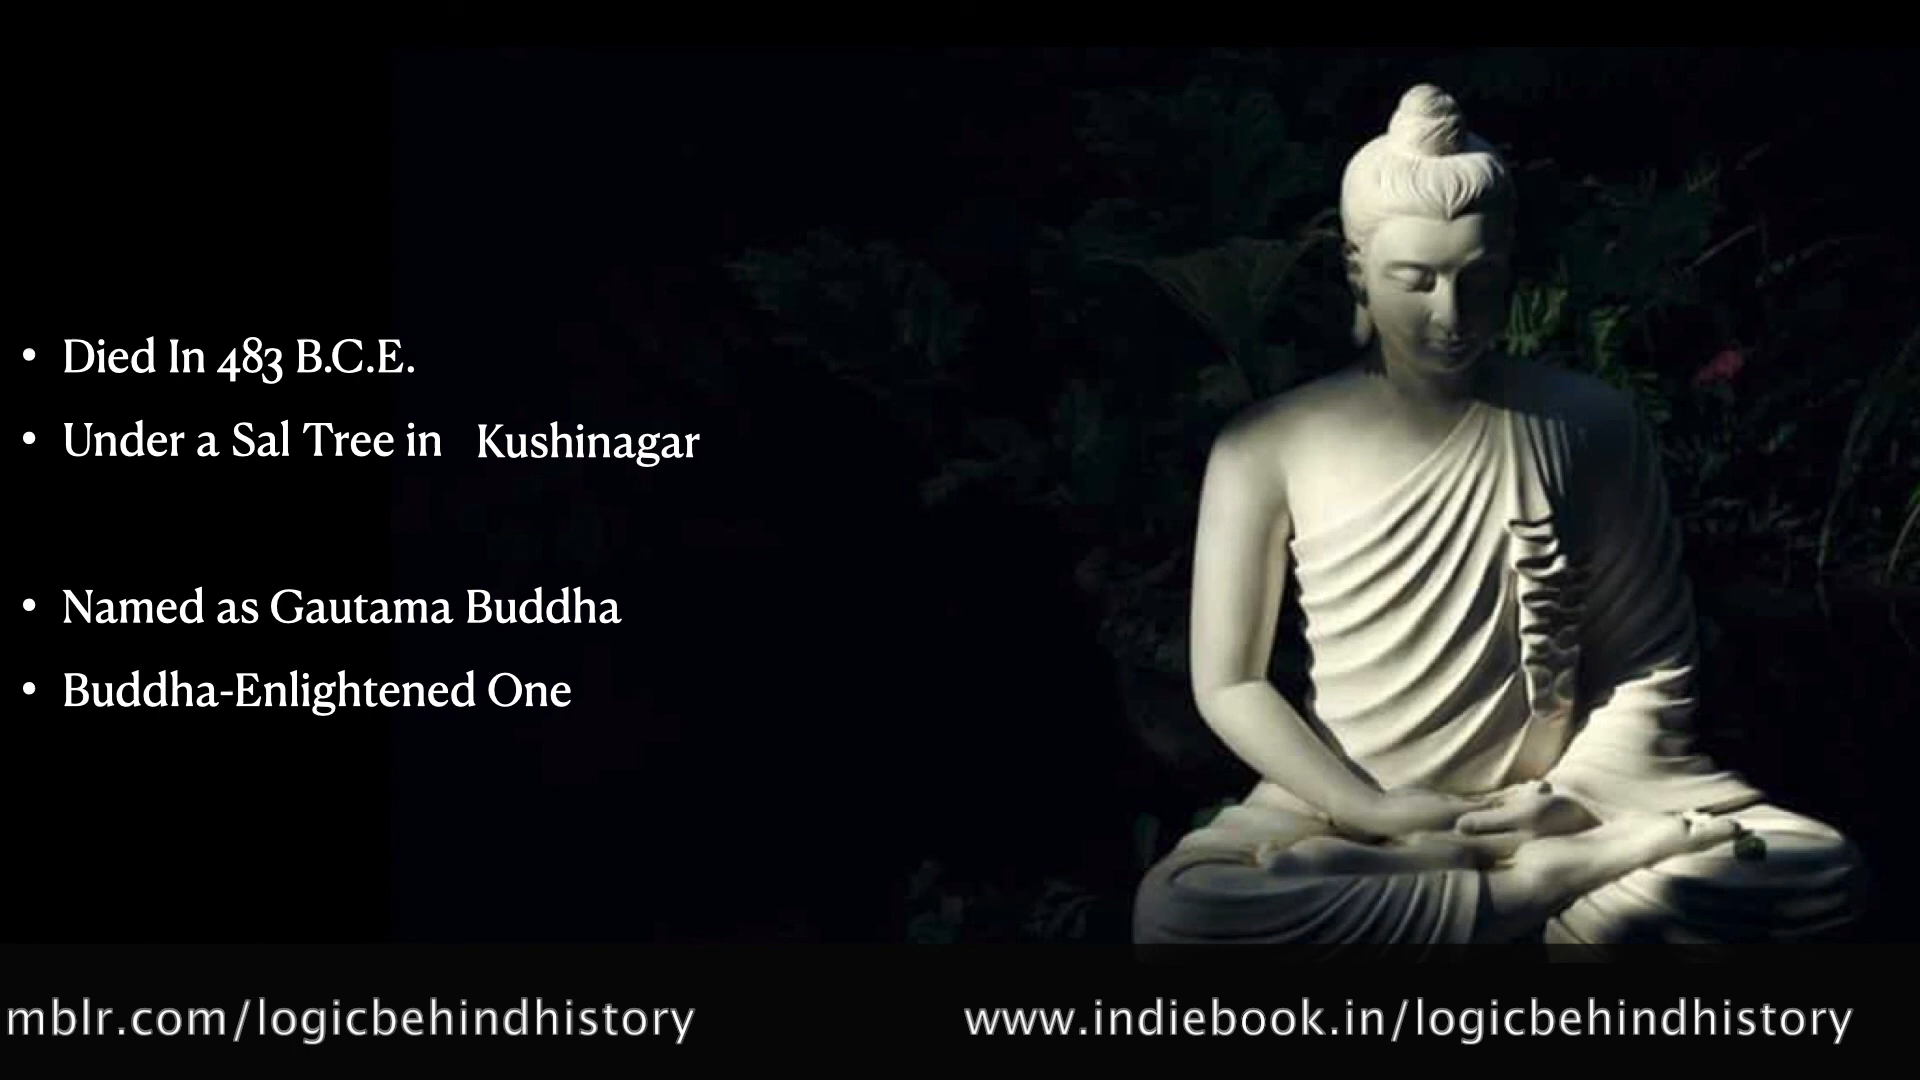 • Died In 483 B.C.E.
• Under a Sal Tree in Kushinagar
• Named as Gautama Buddha
• Buddha-Enlightened One
mblr.com/logicbehindhistory www.indiebook.in/logicbehindhistory